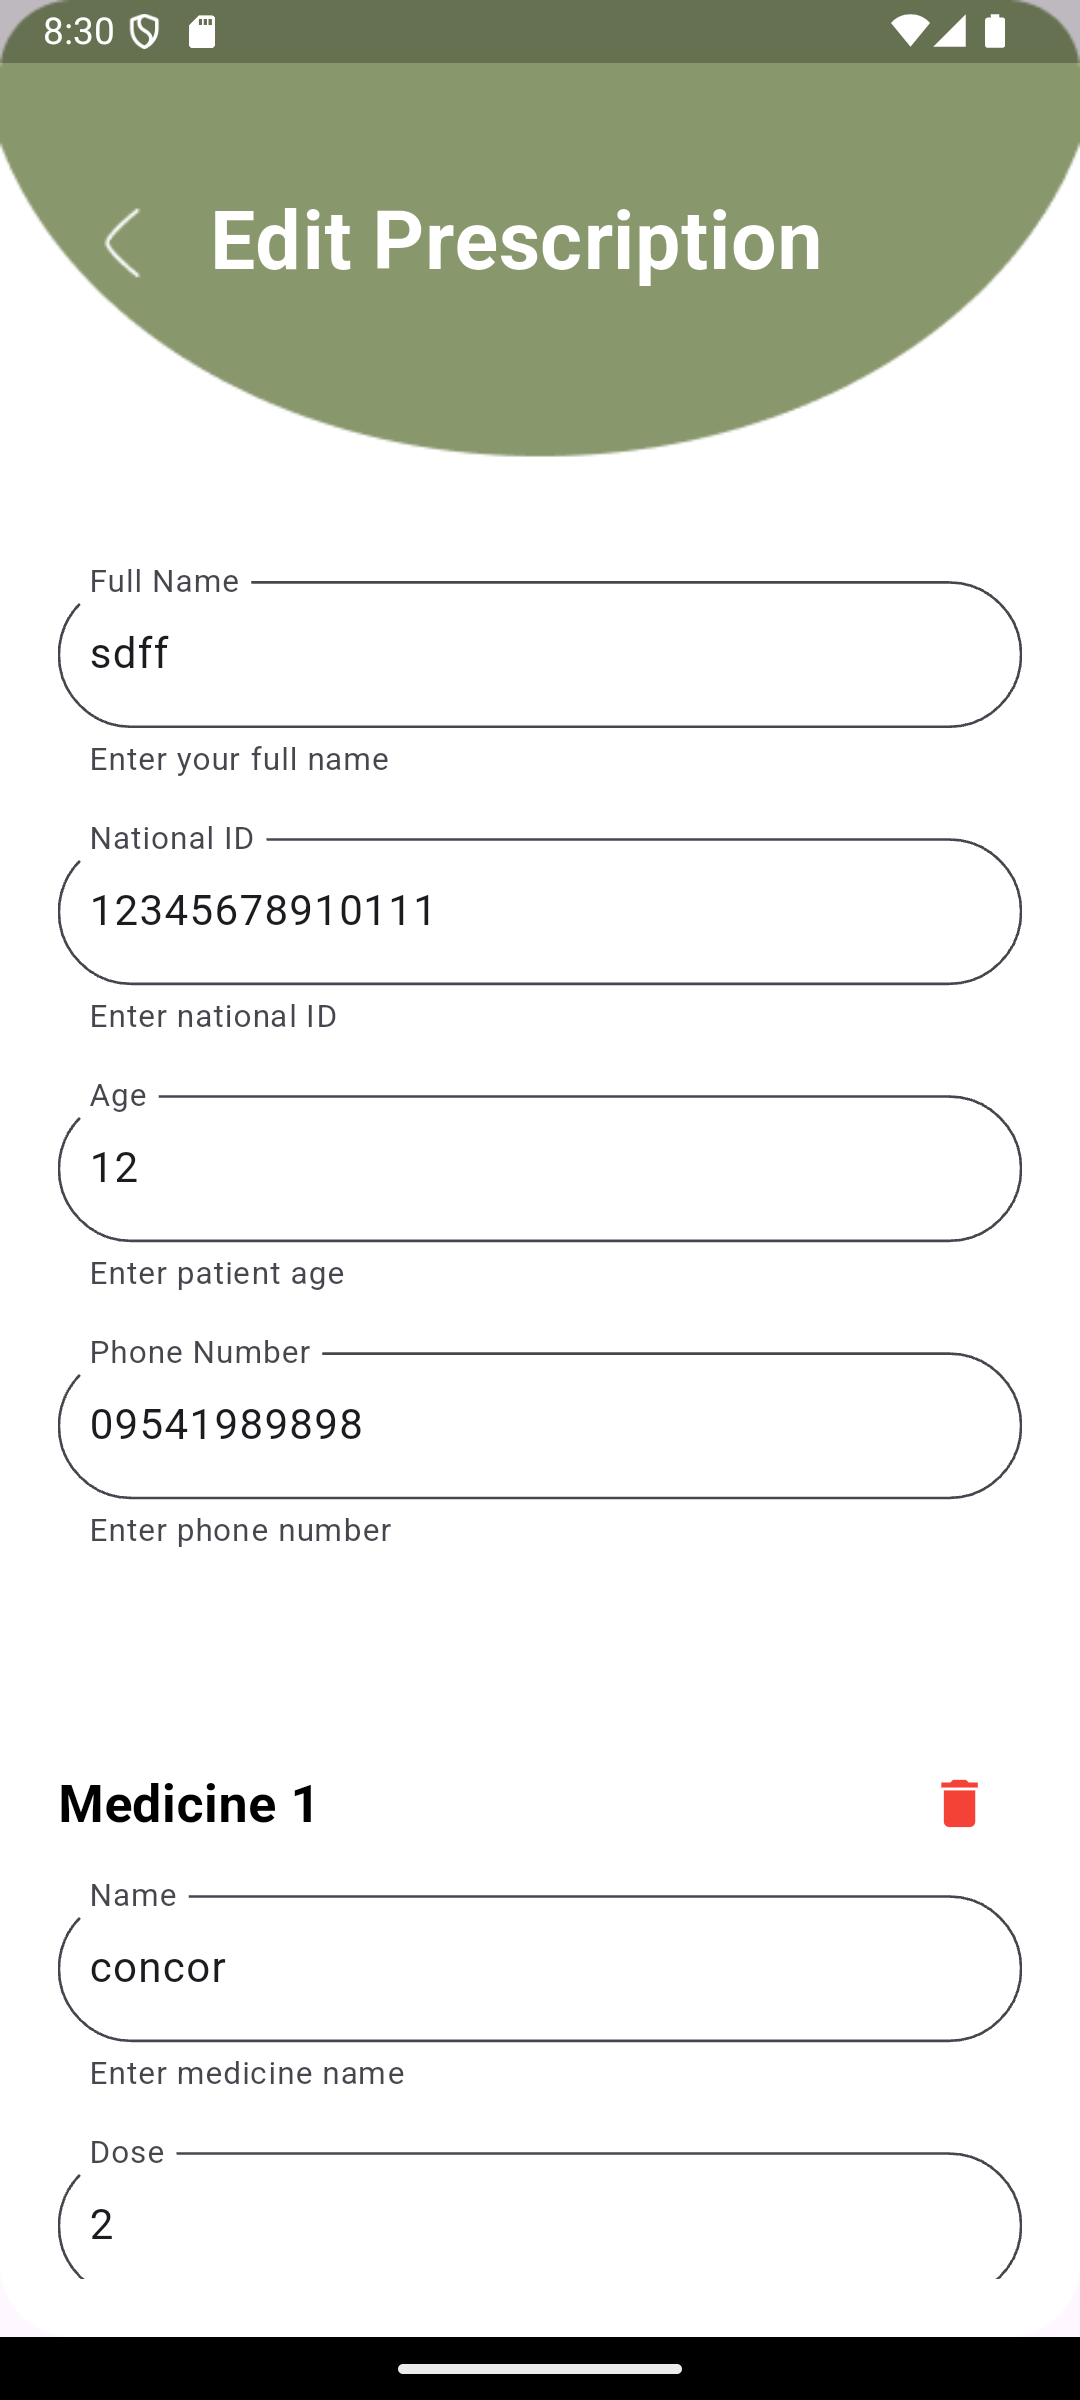 8:30
Edit Prescription
Full Name
sdff
Enter your full name
National ID
12345678910111
Enter national ID
Age
12
Enter patient age
Phone Number
09541989898
Enter phone number
Medicine 1
Name
concor
Enter medicine name
Dose
2